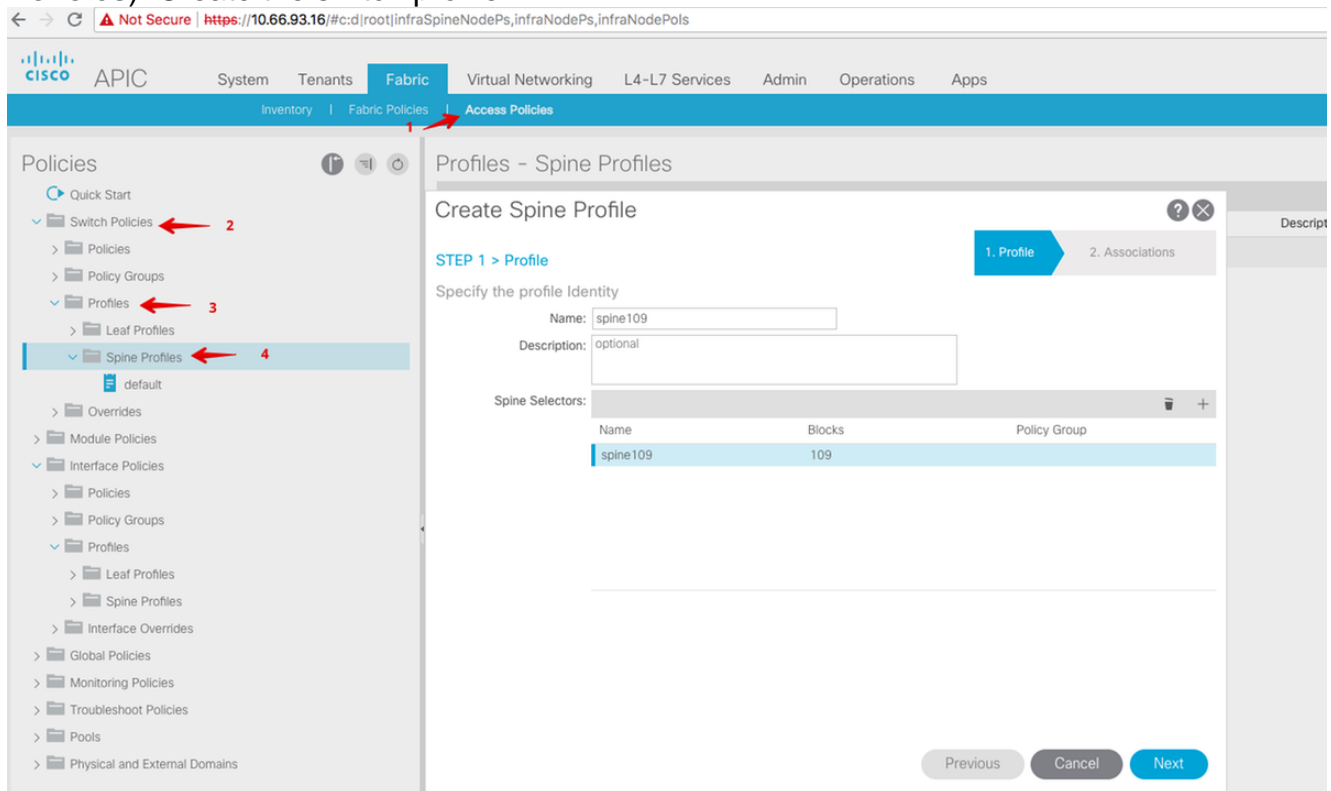 Not Secure | https://10.66.93.16/#c:d|root|infraSpineNodePs,infraNodePs,infraNodePols
CISCO APIC System Tenants Fabric Virtual Networking L4-L7 Services Admin Operations Apps
Inventory | Fabric Policies | Access Policies
1
Policies
Quick Start
Switch Policies 2
Policies
Policy Groups
Profiles 3
Leaf Profiles
Spine Profiles 4
default
Overrides
Module Policies
Interface Policies
Policies
Policy Groups
Profiles
Leaf Profiles
Spine Profiles
Interface Overrides
Global Policies
Monitoring Policies
Troubleshoot Policies
Pools
Physical and External Domains
Profiles - Spine Profiles
Descript
Create Spine Profile
STEP 1 > Profile
1. Profile 2. Associations
Specify the profile Identity
Name: spine109
Description: optional
Spine Selectors:
Name Blocks Policy Group
spine109 109
Previous Cancel Next